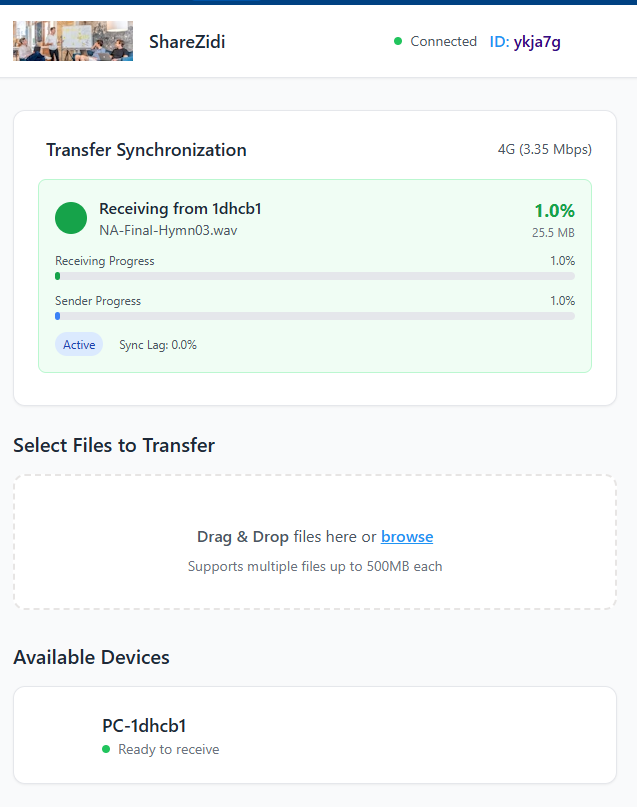 ShareZidi
Connected ID: ykja7g
Transfer Synchronization
4G (3.35 Mbps)
Receiving from 1dhcb1
1.0%
NA-Final-Hymn03.wav
25.5 MB
Receiving Progress
1.0%
Sender Progress
1.0%
Active
Sync Lag: 0.0%
Select Files to Transfer
Drag & Drop files here or browse
Supports multiple files up to 500MB each
Available Devices
PC-1dhcb1
Ready to receive